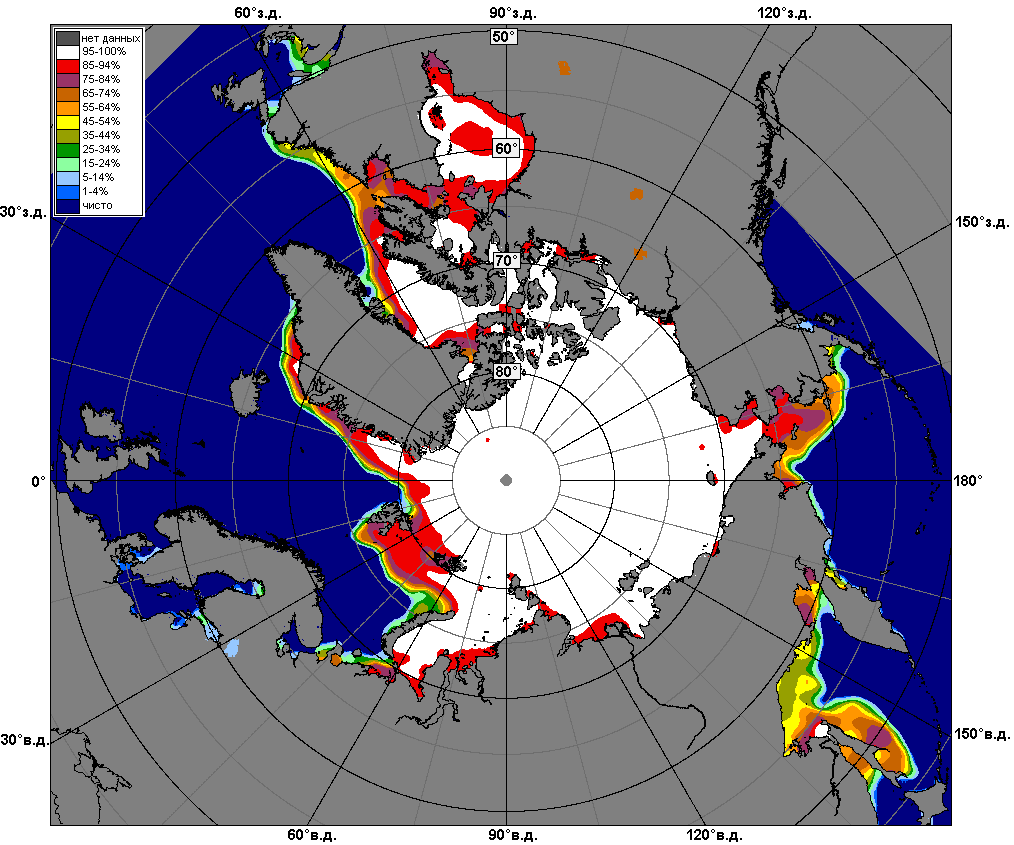 60°з.д.
90°з.д.
120°з.д.
50°
нет данных
95-100%
85-94%
75-84%
65-74%
55-64%
45-54%
35-44%
25-34%
15-24%
5-14%
1-4%
чисто
60°
30°з.д.
150°з.д.
70°
80°
0°
180°
30°в.д.
150°в.д.
60°в.д.
90°в.д.
120°в.д.